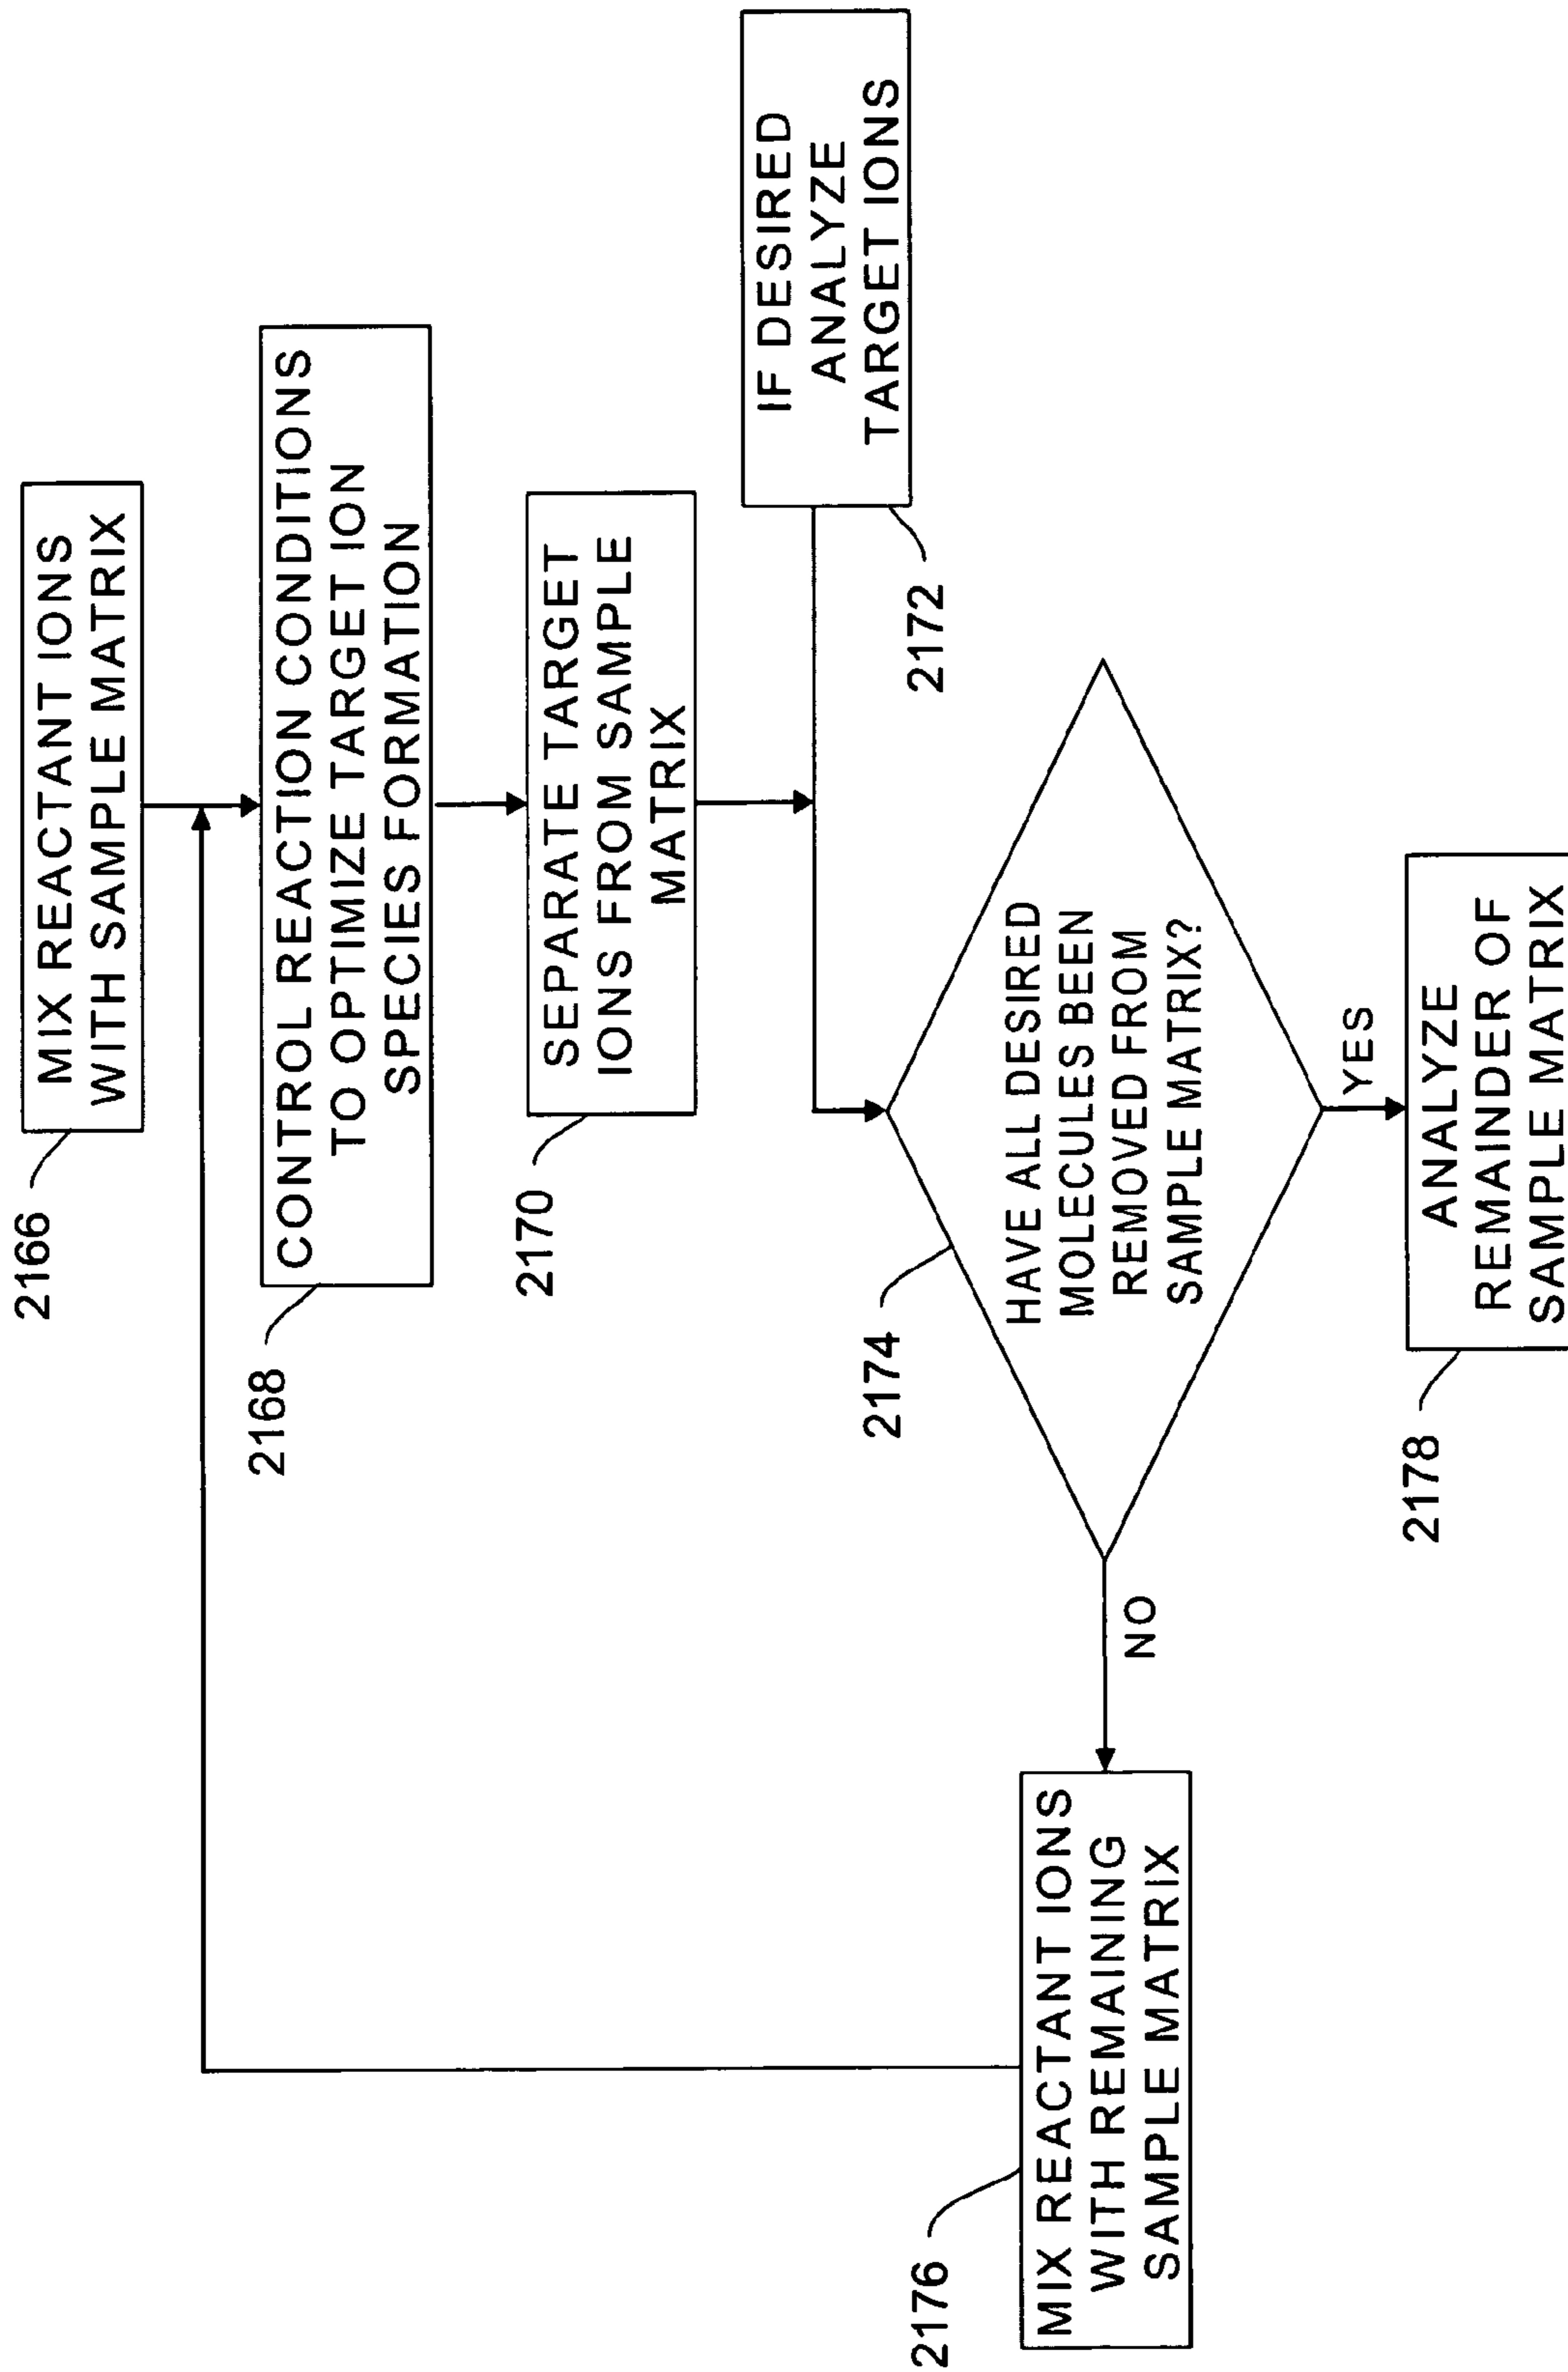 2166
MIX REACTANT IONS
WITH SAMPLE MATRIX
2168
CONTROL REACTION CONDITIONS
TO OPTIMIZE TARGET ION
SPECIES FORMATION
2170
SEPARATE TARGET
IONS FROM SAMPLE
MATRIX
IF DESIRED
ANALYZE
TARGET IONS
2172
2174
HAVE ALL DESIRED
MOLECULES BEEN
REMOVED FROM
SAMPLE MATRIX?
NO
YES
2176
MIX REACTANT IONS
WITH REMAINING
SAMPLE MATRIX
2178
ANALYZE
REMAINDER OF
SAMPLE MATRIX